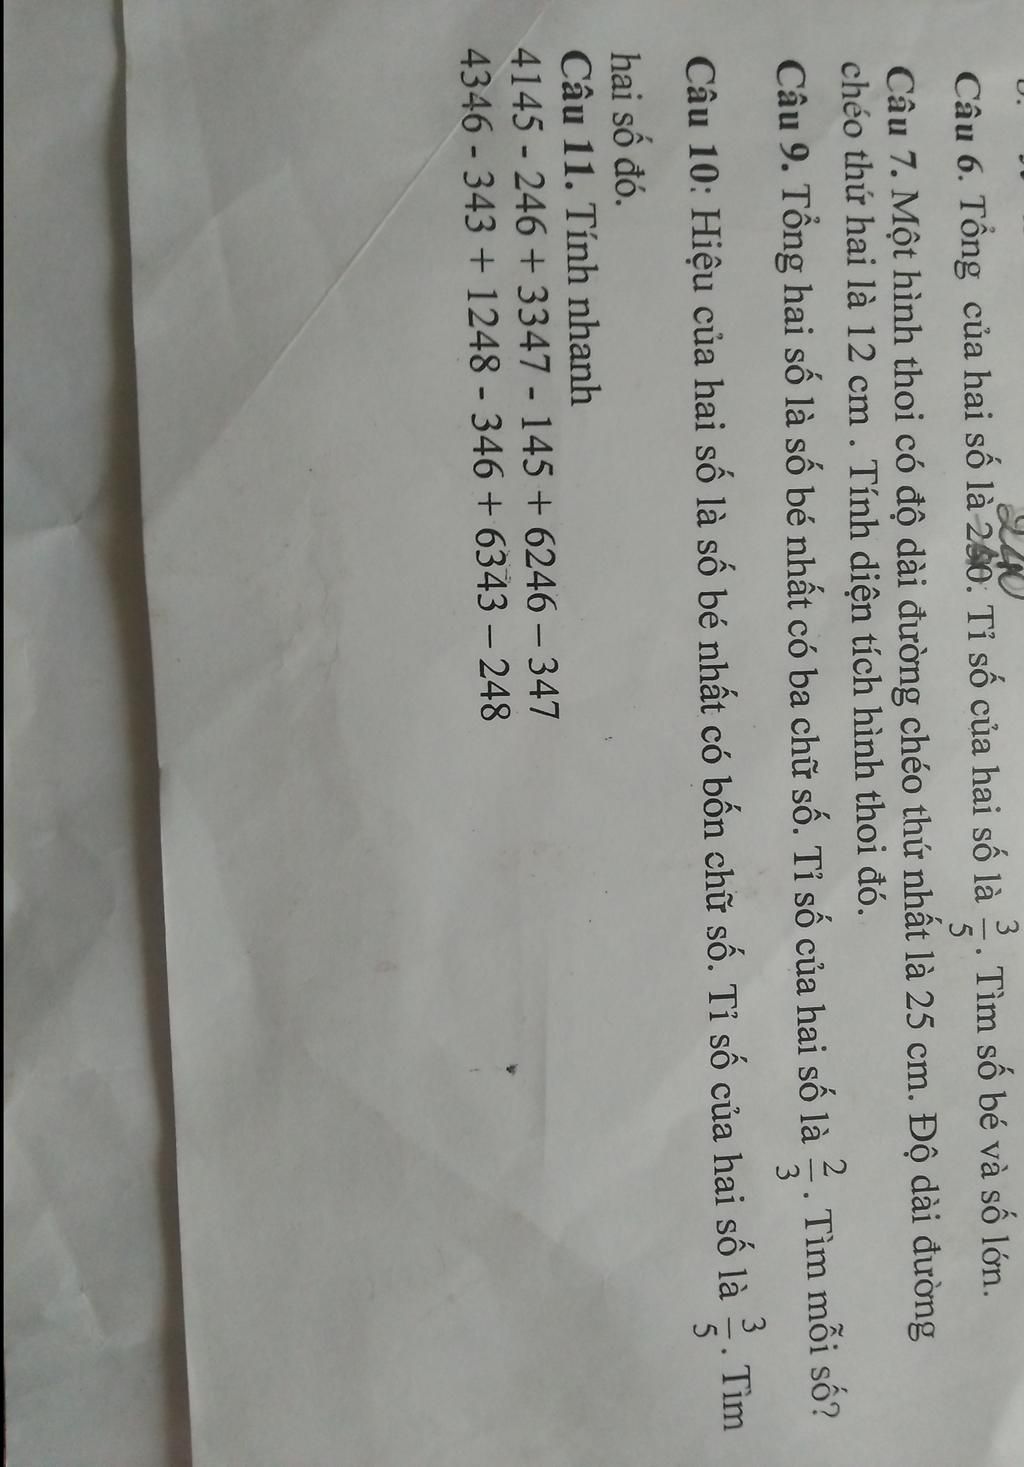 240
Câu 6. Tổng của hai số là 240. Tỉ số của hai số là 3/5. Tìm số bé và số lớn.
Câu 7. Một hình thoi có độ dài đường chéo thứ nhất là 25 cm. Độ dài đường
chéo thứ hai là 12 cm . Tính diện tích hình thoi đó.
Câu 9. Tổng hai số là số bé nhất có ba chữ số. Tỉ số của hai số là 2/3. Tìm mỗi số?
Câu 10: Hiệu của hai số là số bé nhất có bốn chữ số. Tỉ số của hai số là 3/5. Tìm
hai số đó.
Câu 11. Tính nhanh
4145 - 246 + 3347 - 145 + 6246 – 347
4346 - 343 + 1248 - 346 + 6343 – 248